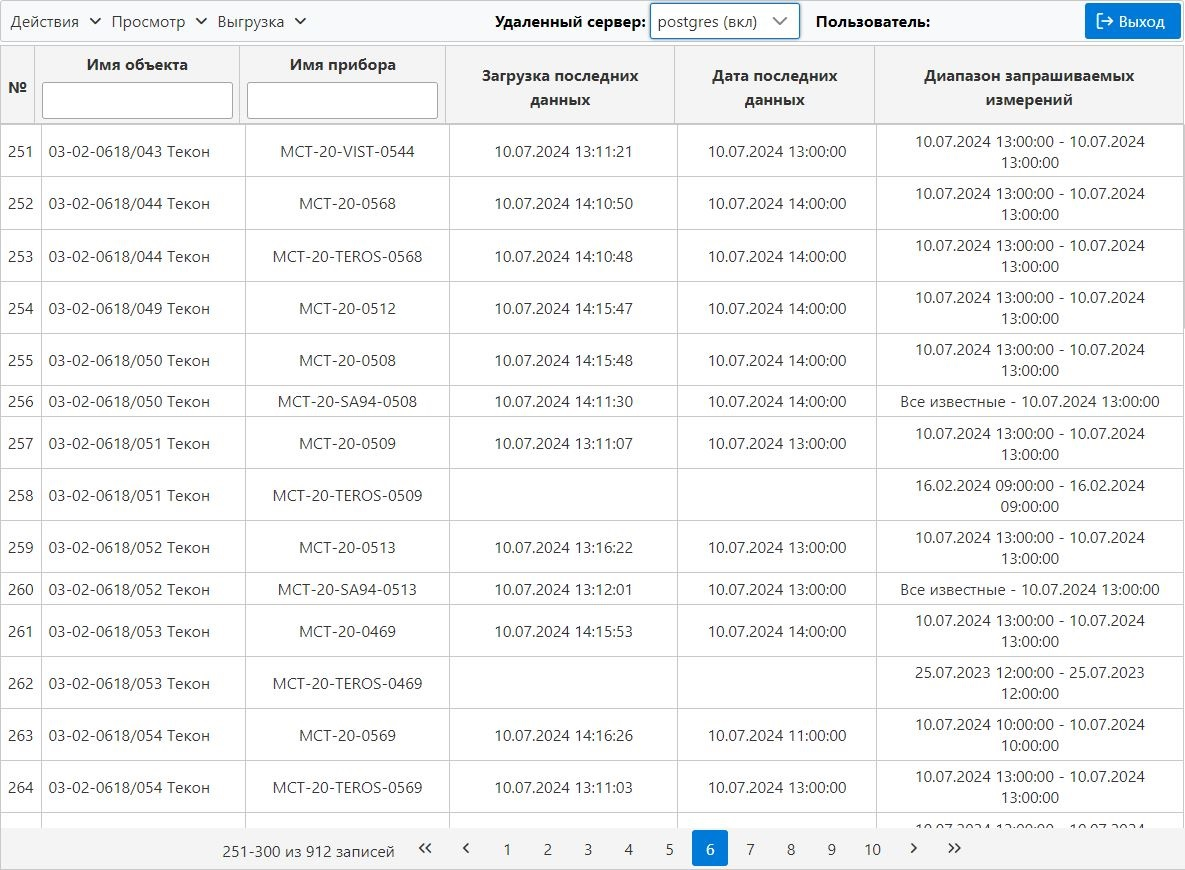 Действия Просмотр Выгрузка Удаленный сервер: postgres (вкл) Пользователь: Выход
№ Имя объекта Имя прибора Загрузка последних данных Дата последних данных Диапазон запрашиваемых измерений
251 03-02-0618/043 Текон МСТ-20-VIST-0544 10.07.2024 13:11:21 10.07.2024 13:00:00 10.07.2024 13:00:00 - 10.07.2024
13:00:00
252 03-02-0618/044 Текон МСТ-20-0568 10.07.2024 14:10:50 10.07.2024 14:00:00 10.07.2024 13:00:00 - 10.07.2024
13:00:00
253 03-02-0618/044 Текон МСТ-20-TEROS-0568 10.07.2024 14:10:48 10.07.2024 14:00:00 10.07.2024 13:00:00 - 10.07.2024
13:00:00
254 03-02-0618/049 Текон МСТ-20-0512 10.07.2024 14:15:47 10.07.2024 14:00:00 10.07.2024 13:00:00 - 10.07.2024
13:00:00
255 03-02-0618/050 Текон МСТ-20-0508 10.07.2024 14:15:48 10.07.2024 14:00:00 10.07.2024 13:00:00 - 10.07.2024
13:00:00
256 03-02-0618/050 Текон МСТ-20-SA94-0508 10.07.2024 14:11:30 10.07.2024 14:00:00 Все известные - 10.07.2024 13:00:00
257 03-02-0618/051 Текон МСТ-20-0509 10.07.2024 13:11:07 10.07.2024 13:00:00 10.07.2024 13:00:00 - 10.07.2024
13:00:00
258 03-02-0618/051 Текон МСТ-20-TEROS-0509 16.02.2024 09:00:00 - 16.02.2024
09:00:00
259 03-02-0618/052 Текон МСТ-20-0513 10.07.2024 13:16:22 10.07.2024 13:00:00 10.07.2024 13:00:00 - 10.07.2024
13:00:00
260 03-02-0618/052 Текон МСТ-20-SA94-0513 10.07.2024 13:12:01 10.07.2024 13:00:00 Все известные - 10.07.2024 13:00:00
261 03-02-0618/053 Текон МСТ-20-0469 10.07.2024 14:15:53 10.07.2024 14:00:00 10.07.2024 13:00:00 - 10.07.2024
13:00:00
262 03-02-0618/053 Текон МСТ-20-TEROS-0469 25.07.2023 12:00:00 - 25.07.2023
12:00:00
263 03-02-0618/054 Текон МСТ-20-0569 10.07.2024 14:16:26 10.07.2024 11:00:00 10.07.2024 10:00:00 - 10.07.2024
10:00:00
264 03-02-0618/054 Текон МСТ-20-TEROS-0569 10.07.2024 13:11:03 10.07.2024 13:00:00 10.07.2024 13:00:00 - 10.07.2024
13:00:00
251-300 из 912 записей 1 2 3 4 5 6 7 8 9 10